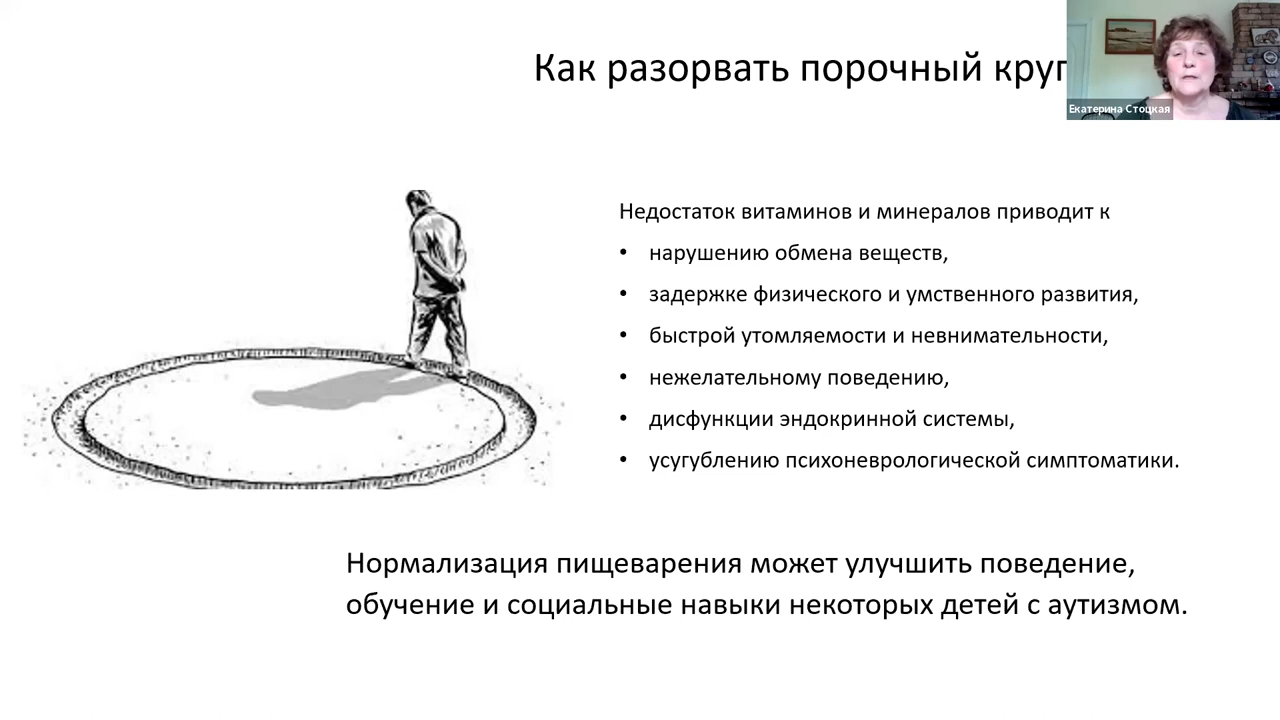 Как разорвать порочный круг
Екатерина Стоцкая
Недостаток витаминов и минералов приводит к
• нарушению обмена веществ,
• задержке физического и умственного развития,
• быстрой утомляемости и невнимательности,
• нежелательному поведению,
• дисфункции эндокринной системы,
• усугублению психоневрологической симптоматики.
Нормализация пищеварения может улучшить поведение,
обучение и социальные навыки некоторых детей с аутизмом.